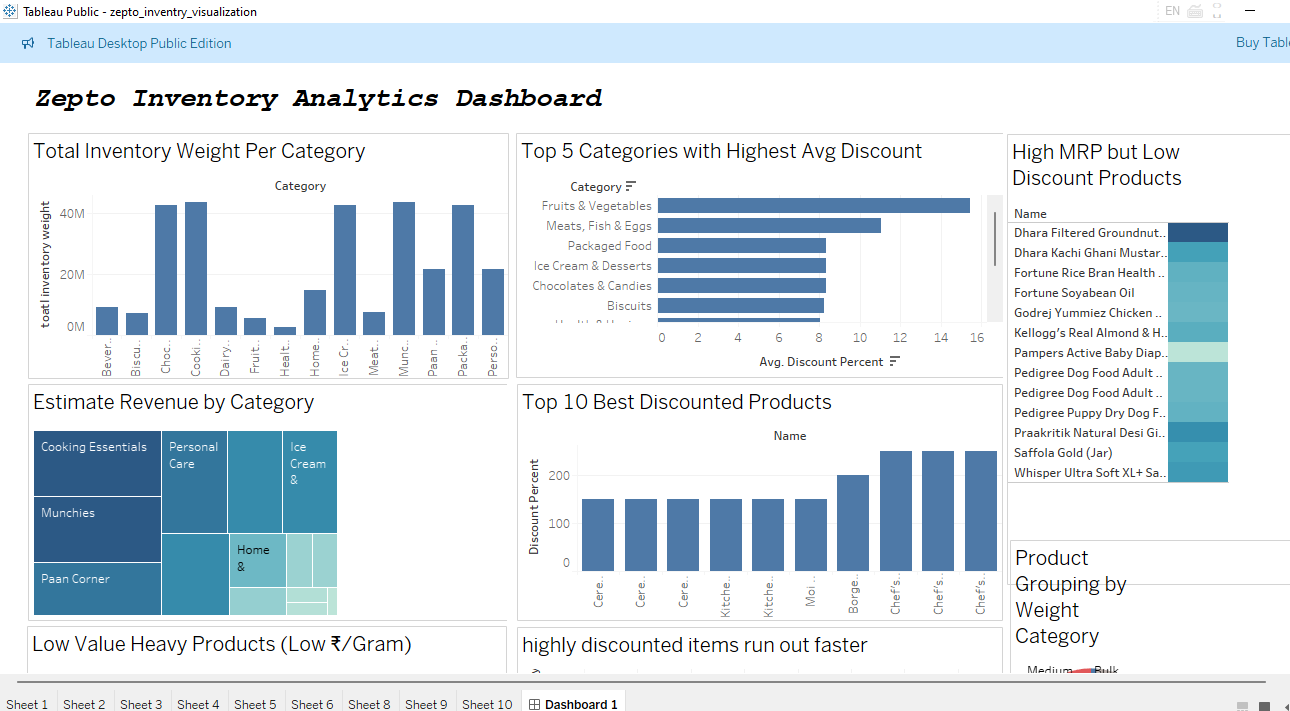 Tableau Public - zepto_inventry_visualization
EN
Tableau Desktop Public Edition
Buy Table
Zepto Inventory Analytics Dashboard
Total Inventory Weight Per Category
Category
toatl inventory weight
40M
20M
0M
Bever..
Biscu..
Choc..
Cooki..
Dairy..
Fruit..
Healt..
Home..
Ice Cr..
Meat..
Munc..
Paan ..
Packa..
Perso..
Top 5 Categories with Highest Avg Discount
Category
Fruits & Vegetables
Meats, Fish & Eggs
Packaged Food
Ice Cream & Desserts
Chocolates & Candies
Biscuits
0 2 4 6 8 10 12 14 16
Avg. Discount Percent
High MRP but Low
Discount Products
Name
Dhara Filtered Groundnut..
Dhara Kachi Ghani Mustar..
Fortune Rice Bran Health ..
Fortune Soyabean Oil
Godrej Yummiez Chicken ..
Kellogg's Real Almond & H..
Pampers Active Baby Diap..
Pedigree Dog Food Adult ..
Pedigree Dog Food Adult ..
Pedigree Puppy Dry Dog F..
Praakritik Natural Desi Gi..
Saffola Gold (Jar)
Whisper Ultra Soft XL+ Sa..
Estimate Revenue by Category
Cooking Essentials
Munchies
Paan Corner
Personal
Care
Ice
Cream
&
Home
&
Top 10 Best Discounted Products
Name
Discount Percent
200
100
0
Cere..
Cere..
Cere..
Kitche..
Kitche..
Moi ..
Borge..
Chef's..
Chef's..
Chef's..
Product
Grouping by
Weight
Category
Medium
Bulk
Low Value Heavy Products (Low ₹/Gram)
highly discounted items run out faster
Sheet 1 Sheet 2 Sheet 3 Sheet 4 Sheet 5 Sheet 6 Sheet 8 Sheet 9 Sheet 10 Dashboard 1